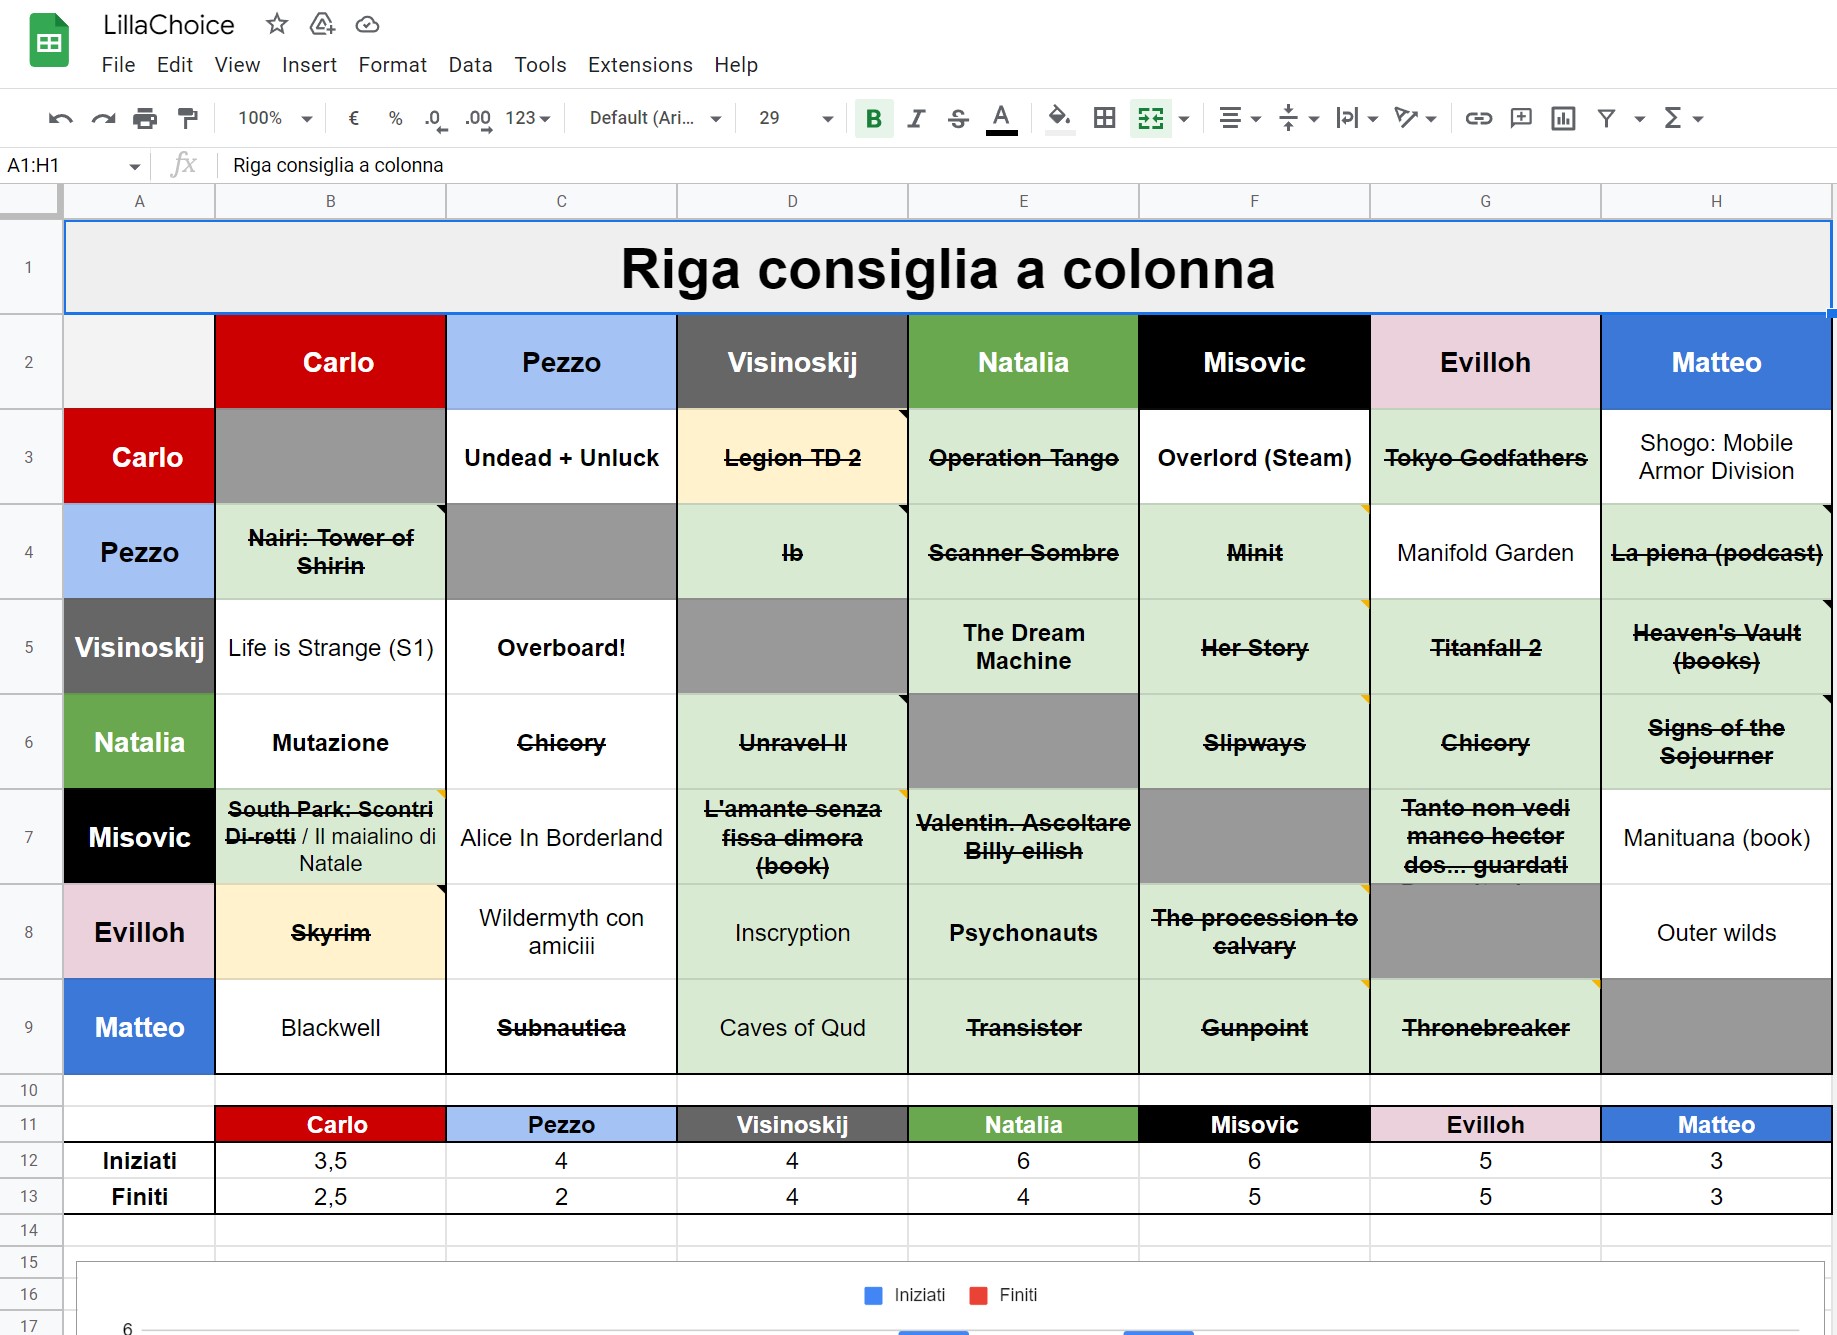 LillaChoice
File Edit View Insert Format Data Tools Extensions Help
100% € % .0 .00 123 Default (Ari... 29 B I S A Σ
A1:H1 fx Riga consiglia a colonna
A B C D E F G H
1 Riga consiglia a colonna
2 Carlo Pezzo Visinoskij Natalia Misovic Evilloh Matteo
3 Carlo Undead + Unluck Legion TD 2 Operation Tango Overlord (Steam) Tokyo Godfathers Shogo: Mobile
Armor Division
4 Pezzo Nairi: Tower of
Shirin Ib Scanner Sombre Minit Manifold Garden La piena (podcast)
5 Visinoskij Life is Strange (S1) Overboard! The Dream
Machine Her Story Titanfall 2 Heaven's Vault
(books)
6 Natalia Mutazione Chicory Unravel II Slipways Chicory Signs of the
Sojourner
7 Misovic South Park: Scontri
Di-retti / Il maialino di
Natale Alice In Borderland L'amante senza
fissa dimora
(book) Valentin. Ascoltare
Billy eilish Tanto non vedi
manco hector
dos... guardati Manituana (book)
8 Evilloh Skyrim Wildermyth con
amiciii Inscryption Psychonauts The procession to
calvary Outer wilds
9 Matteo Blackwell Subnautica Caves of Qud Transistor Gunpoint Thronebreaker
10
11 Carlo Pezzo Visinoskij Natalia Misovic Evilloh Matteo
12 Iniziati 3,5 4 4 6 6 5 3
13 Finiti 2,5 2 4 4 5 5 3
14
15
16 Iniziati Finiti
17 6